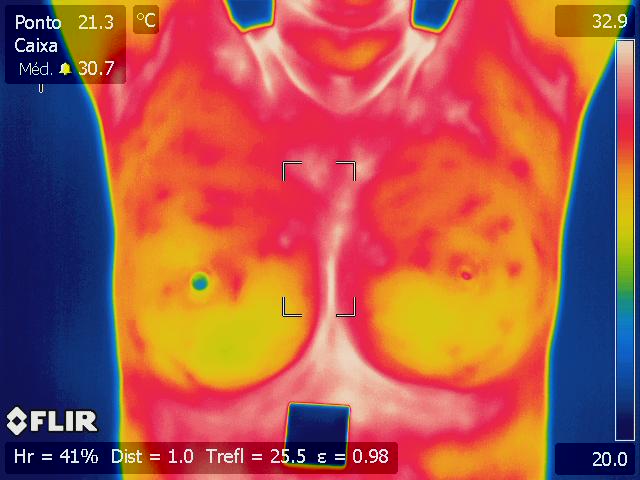 Ponto 21.3 °C
Caixa
Méd. 30.7
32.9
FLIR
Hr = 41% Dist = 1.0 Trefl = 25.5 ε = 0.98
20.0